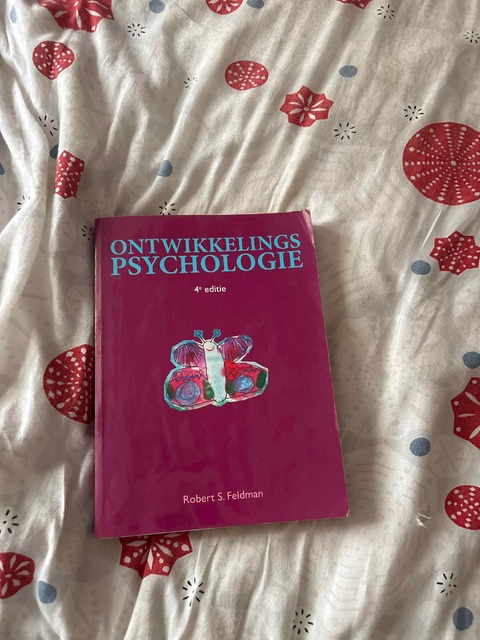 ONTWIKKELINGS
PSYCHOLOGIE
4e editie
Robert S. Feldman